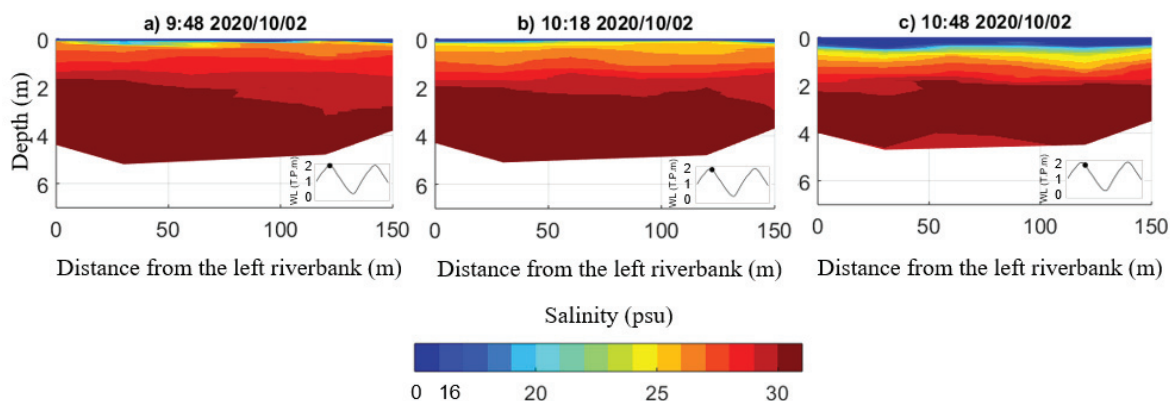 a) 9:48 2020/10/02
b) 10:18 2020/10/02
c) 10:48 2020/10/02
Depth (m)
0
2
4
6
WL (T.P.m)
2
1
0
0 50 100 150
Distance from the left riverbank (m)
0
2
4
6
WL (T.P.m)
2
1
0
0 50 100 150
Distance from the left riverbank (m)
0
2
4
6
WL (T.P.m)
2
1
0
0 50 100 150
Distance from the left riverbank (m)
Salinity (psu)
0 16 20 25 30